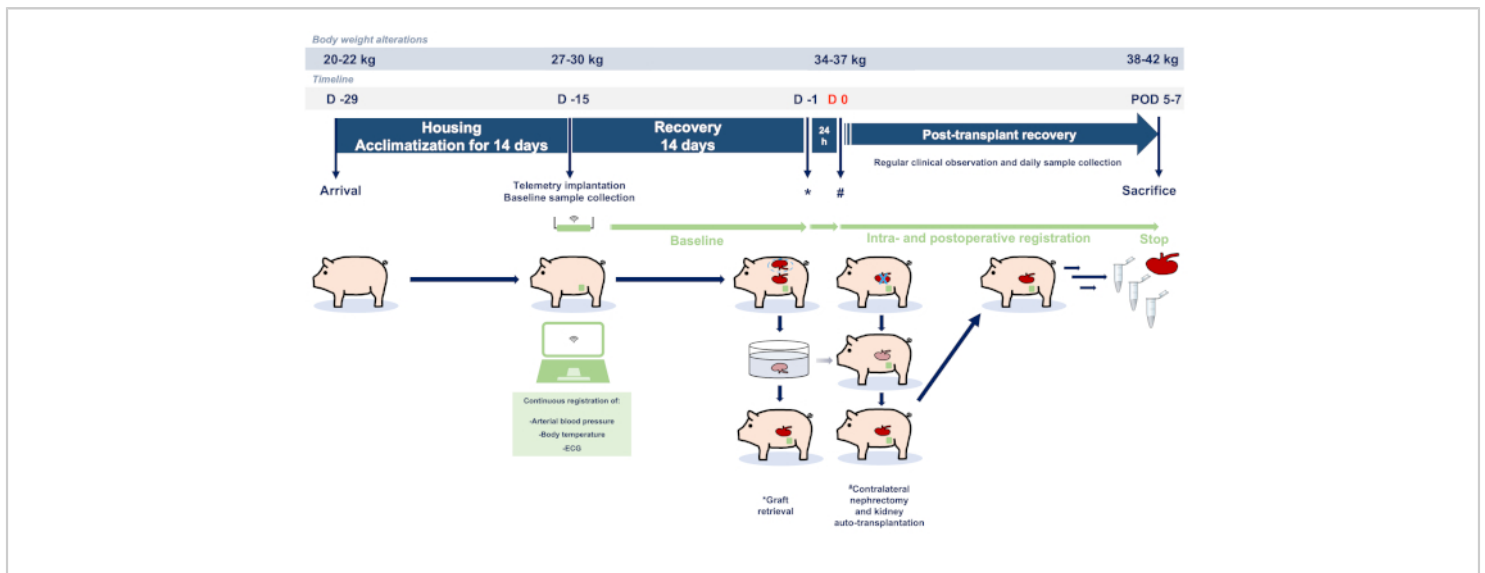 Body weight alterations
20-22 kg 27-30 kg 34-37 kg 38-42 kg
Timeline
D -29 D -15 D -1 D 0 POD 5-7
Housing
Acclimatization for 14 days
Recovery
14 days
24
h
Post-transplant recovery
Regular clinical observation and daily sample collection
Arrival
Telemetry implantation
Baseline sample collection
*
#
Sacrifice
Baseline
Intra- and postoperative registration
Stop
Continuous registration of:
-Arterial blood pressure
-Body temperature
-ECG
*Graft
retrieval
#Contralateral
nephrectomy
and kidney
auto-transplantation